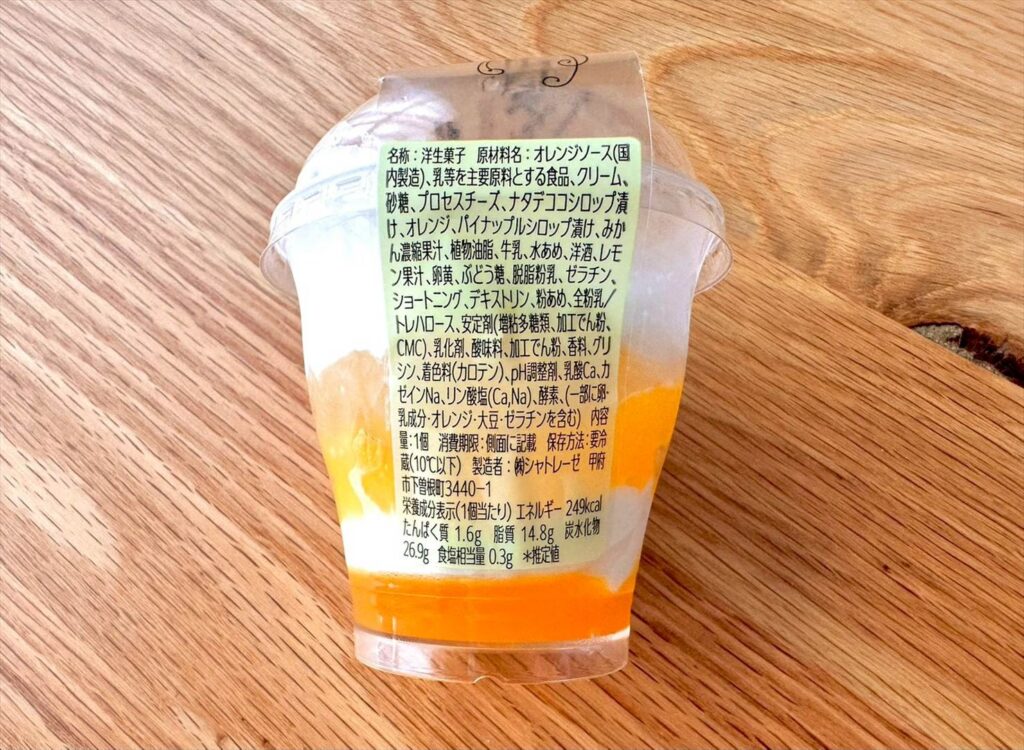 名称：洋生菓子 原材料名：オレンジソース(国
内製造)、乳等を主要原料とする食品、クリーム、
砂糖、プロセスチーズ、ナタデココシロップ漬
け、オレンジ、パイナップルシロップ漬け、みか
ん濃縮果汁、植物油脂、牛乳、水あめ、洋酒、レモ
ン果汁、卵黄、ぶどう糖、脱脂粉乳、ゼラチン、
ショートニング、デキストリン、粉あめ、全粉乳／
トレハロース、安定剤(増粘多糖類、加工でん粉、
CMC)、乳化剤、酸味料、加工でん粉、香料、グリ
シン、着色料(カロテン)、pH調整剤、乳酸Ca、カ
ゼインNa、リン酸塩(Ca,Na)、酵素、(一部に卵・
乳成分・オレンジ・大豆・ゼラチンを含む) 内容
量：1個 消費期限：側面に記載 保存方法：要冷
蔵(10℃以下) 製造者：㈱シャトレーゼ 甲府
市下曽根町3440-1
栄養成分表示(1個当たり) エネルギー 249kcal
たんぱく質 1.6g 脂質 14.8g 炭水化物
26.9g 食塩相当量 0.3g ＊推定値